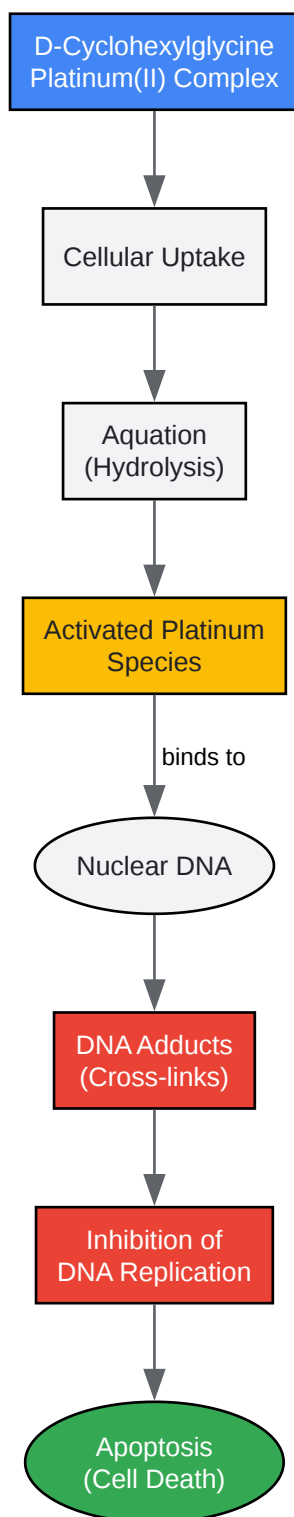 D-Cyclohexylglycine
Platinum(II) Complex
Cellular Uptake
Aquation
(Hydrolysis)
Activated Platinum
Species
binds to
Nuclear DNA
DNA Adducts
(Cross-links)
Inhibition of
DNA Replication
Apoptosis
(Cell Death)